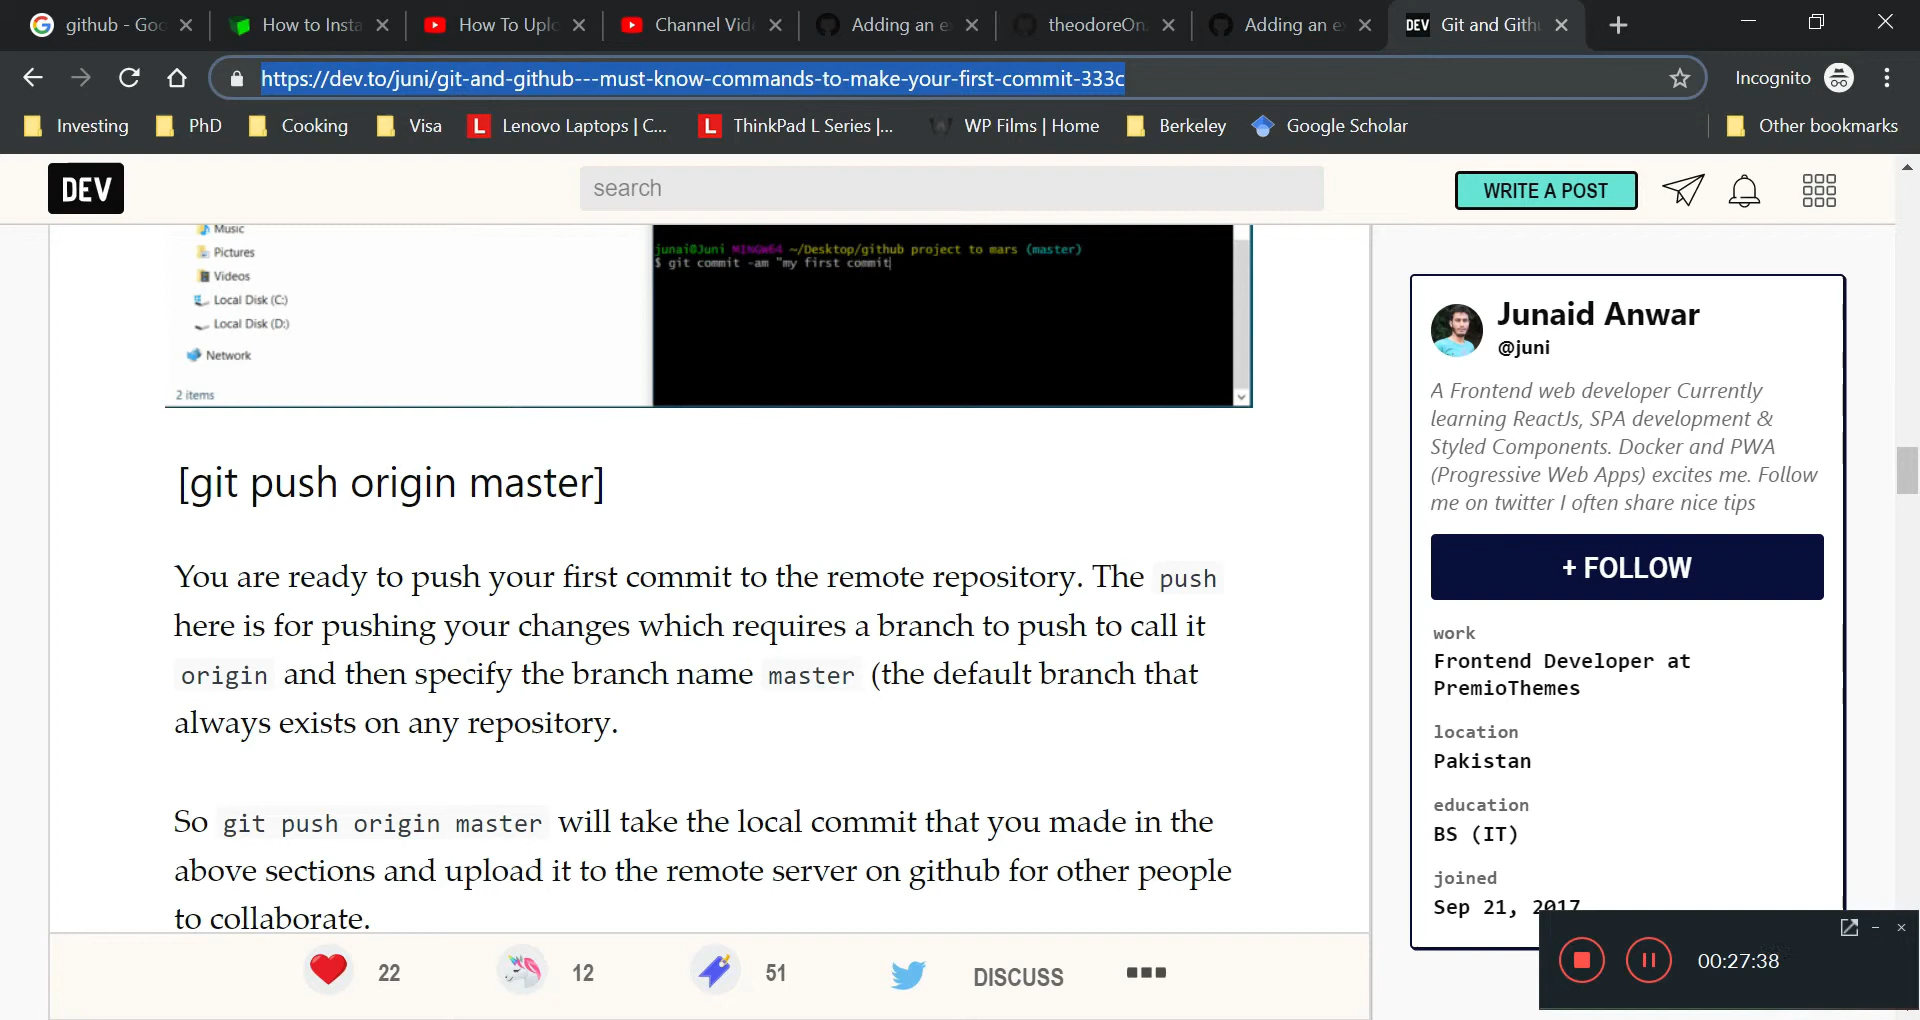 github - Goo
How to Insta
How To Uplo
Channel Vide
Adding an e
theodoreOn
Adding an e
DEV Git and Gith
https://dev.to/juni/git-and-github---must-know-commands-to-make-your-first-commit-333c
Incognito
Investing
PhD
Cooking
Visa
L Lenovo Laptops | C...
L ThinkPad L Series |...
WP Films | Home
Berkeley
Google Scholar
Other bookmarks
DEV
search
WRITE A POST
Music
Pictures
Videos
Local Disk (C:)
Local Disk (D:)
Network
2 items
junai@Juni MINGW64 ~/Desktop/github project to mars (master)
$ git commit -am "my first commit
[git push origin master]
You are ready to push your first commit to the remote repository. The push
here is for pushing your changes which requires a branch to push to call it
origin and then specify the branch name master (the default branch that
always exists on any repository.
So git push origin master will take the local commit that you made in the
above sections and upload it to the remote server on github for other people
to collaborate.
22
12
51
DISCUSS
Junaid Anwar
@juni
A Frontend web developer Currently
learning ReactJs, SPA development &
Styled Components. Docker and PWA
(Progressive Web Apps) excites me. Follow
me on twitter I often share nice tips
+ FOLLOW
work
Frontend Developer at
PremioThemes
location
Pakistan
education
BS (IT)
joined
Sep 21, 2017
00:27:38